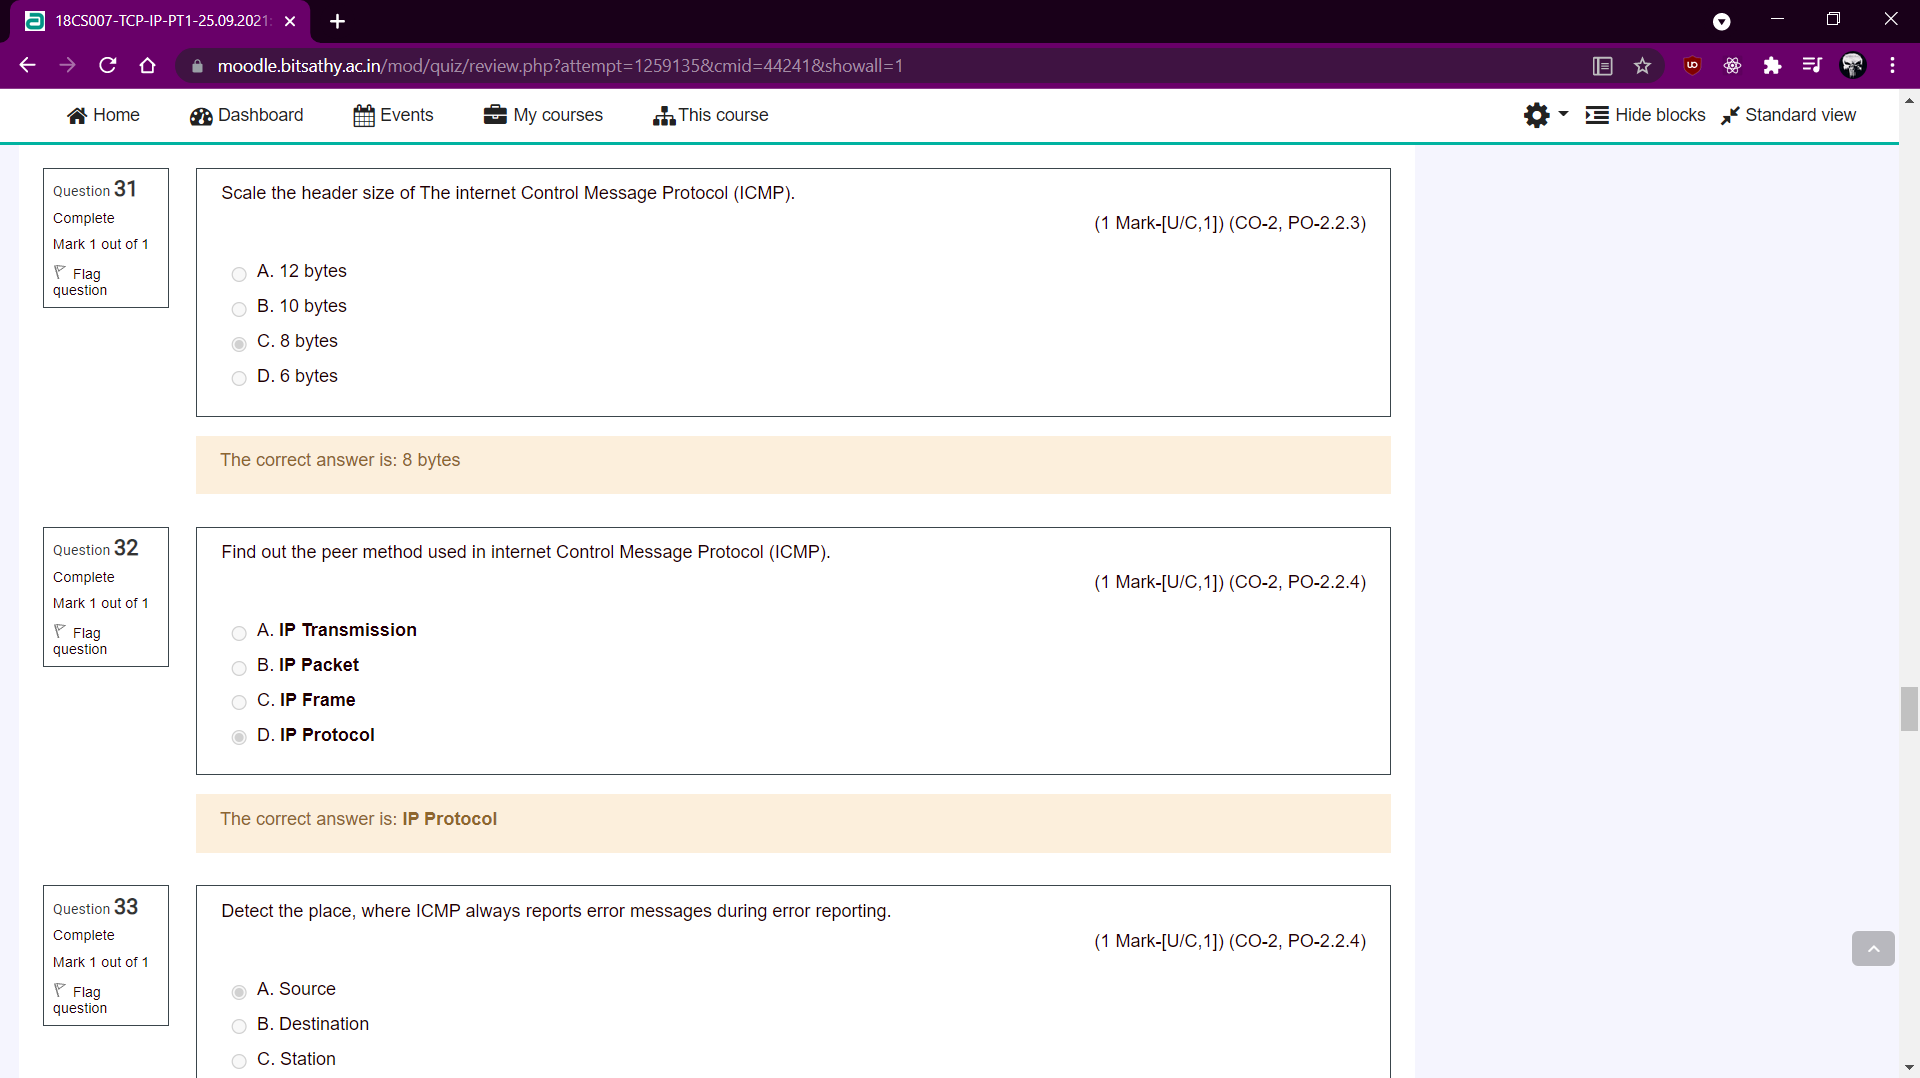 18CS007-TCP-IP-PT1-25.09.2021
moodle.bitsathy.ac.in/mod/quiz/review.php?attempt=1259135&cmid=44241&showall=1
Home Dashboard Events My courses This course Hide blocks Standard view
Question 31
Complete
Mark 1 out of 1
Flag
question
Scale the header size of The internet Control Message Protocol (ICMP).
(1 Mark-[U/C,1]) (CO-2, PO-2.2.3)
A. 12 bytes
B. 10 bytes
C. 8 bytes
D. 6 bytes
The correct answer is: 8 bytes
Question 32
Complete
Mark 1 out of 1
Flag
question
Find out the peer method used in internet Control Message Protocol (ICMP).
(1 Mark-[U/C,1]) (CO-2, PO-2.2.4)
A. IP Transmission
B. IP Packet
C. IP Frame
D. IP Protocol
The correct answer is: IP Protocol
Question 33
Complete
Mark 1 out of 1
Flag
question
Detect the place, where ICMP always reports error messages during error reporting.
(1 Mark-[U/C,1]) (CO-2, PO-2.2.4)
A. Source
B. Destination
C. Station